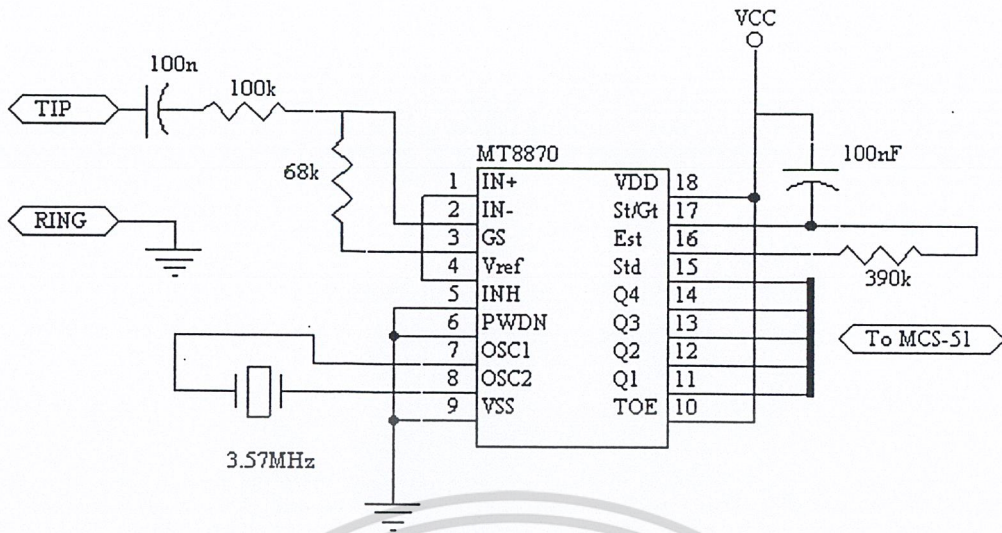 VCC
100n
100k
TIP
68k
MT8870
100nF
1 IN+ VDD 18
2 IN- St/Gt 17
RING
3 GS Est 16
4 Vref Std 15
390k
5 INH Q4 14
6 PWDN Q3 13
To MCS-51
7 OSC1 Q2 12
8 OSC2 Q1 11
9 VSS TOE 10
3.57MHz